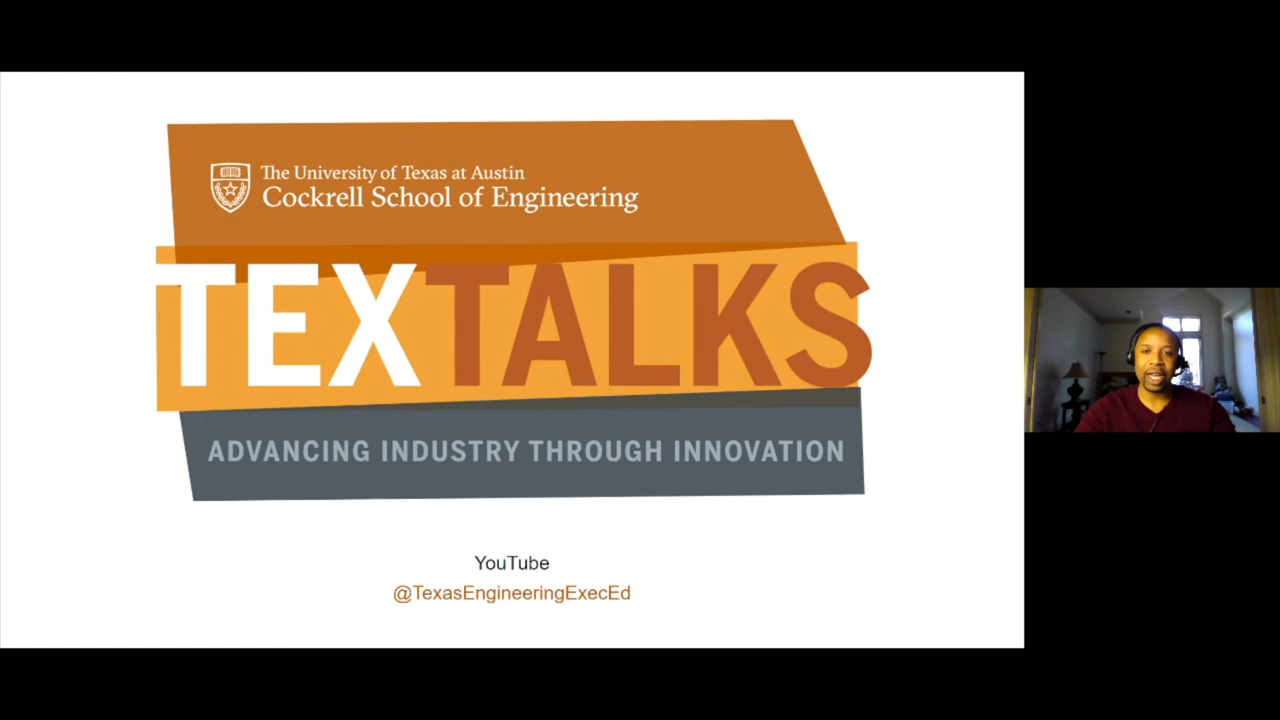 The University of Texas at Austin
Cockrell School of Engineering
TEXTALKS
ADVANCING INDUSTRY THROUGH INNOVATION
YouTube
@TexasEngineeringExecEd